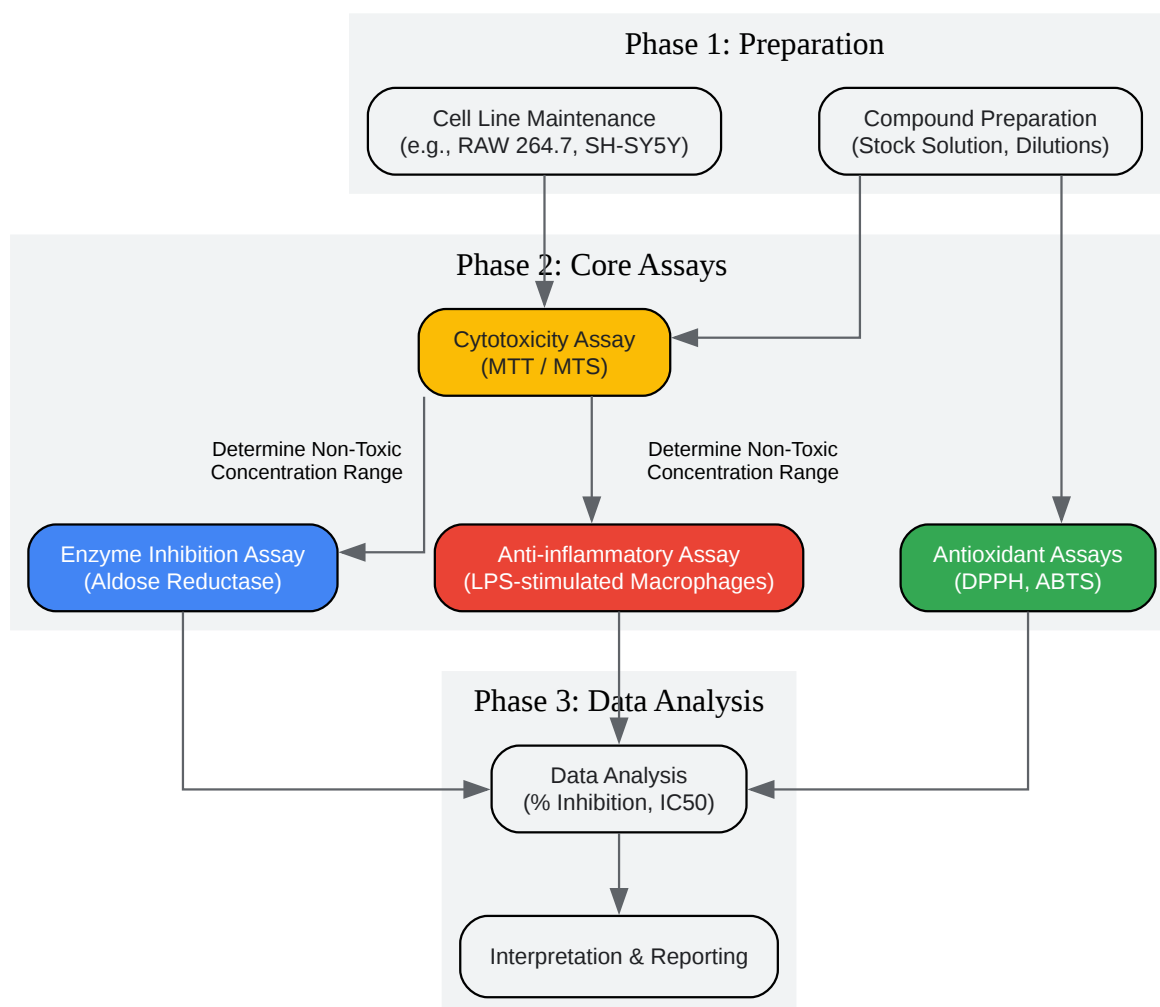 Phase 1: Preparation
Cell Line Maintenance
(e.g., RAW 264.7, SH-SY5Y)
Compound Preparation
(Stock Solution, Dilutions)
Phase 2: Core Assays
Cytotoxicity Assay
(MTT / MTS)
Determine Non-Toxic
Concentration Range
Determine Non-Toxic
Concentration Range
Enzyme Inhibition Assay
(Aldose Reductase)
Anti-inflammatory Assay
(LPS-stimulated Macrophages)
Antioxidant Assays
(DPPH, ABTS)
Phase 3: Data Analysis
Data Analysis
(% Inhibition, IC50)
Interpretation & Reporting